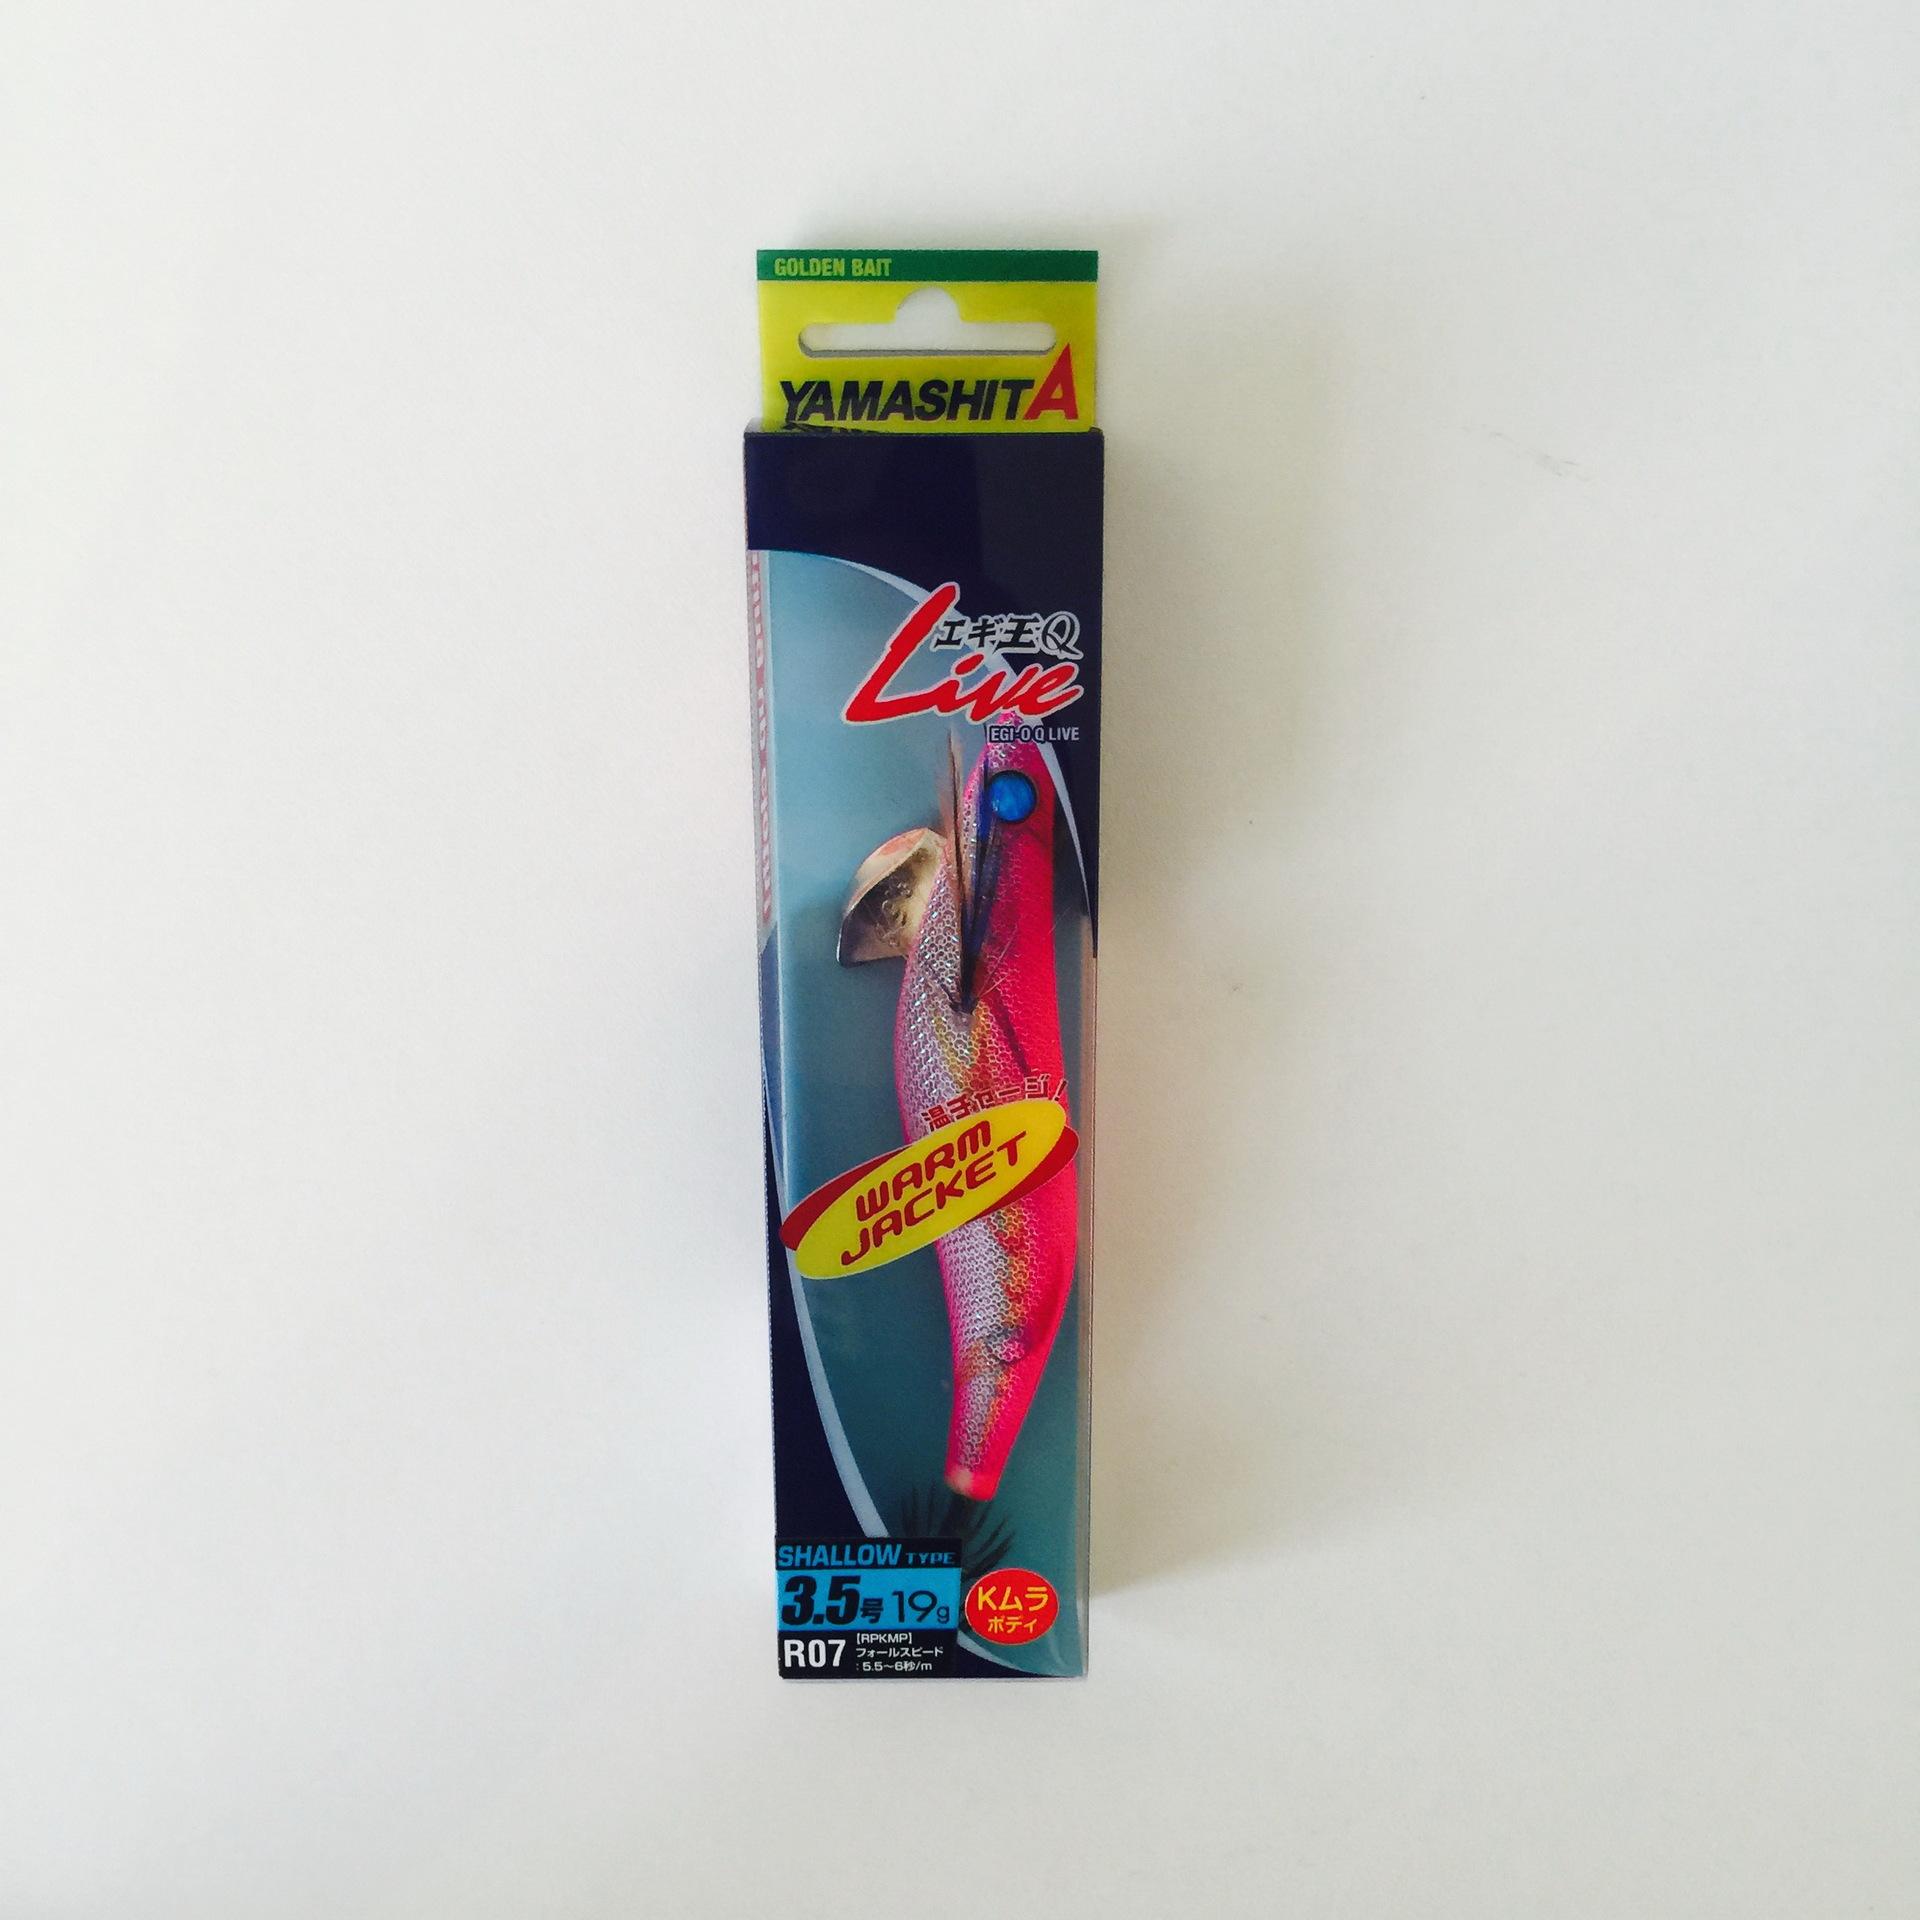 GOLDEN BAIT
YAMASHITA
エギ王Q
Live
EGI-O Q LIVE
温チャージ!
WARM
JACKET
SHALLOW TYPE
3.5号 19g
R07 【RPKMP】
フォールスピード
:5.5〜6秒/m
Kムラ
ボディ